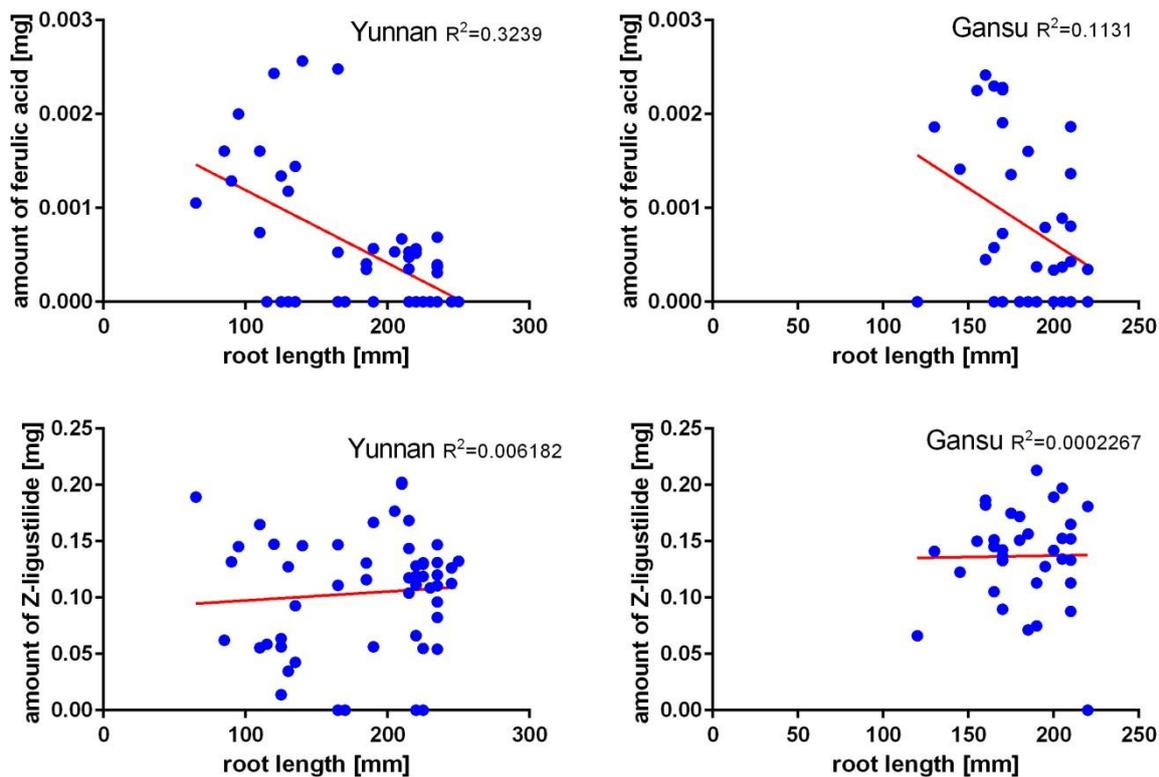 Yunnan R²=0.3239
amount of ferulic acid [mg]
0.003
0.002
0.001
0.000
0 100 200 300
root length [mm]
Gansu R²=0.1131
amount of ferulic acid [mg]
0.003
0.002
0.001
0.000
0 50 100 150 200 250
root length [mm]
Yunnan R²=0.006182
amount of Z-ligustilide [mg]
0.25
0.20
0.15
0.10
0.05
0.00
0 100 200 300
root length [mm]
Gansu R²=0.0002267
amount of Z-ligustilide [mg]
0.25
0.20
0.15
0.10
0.05
0.00
0 50 100 150 200 250
root length [mm]